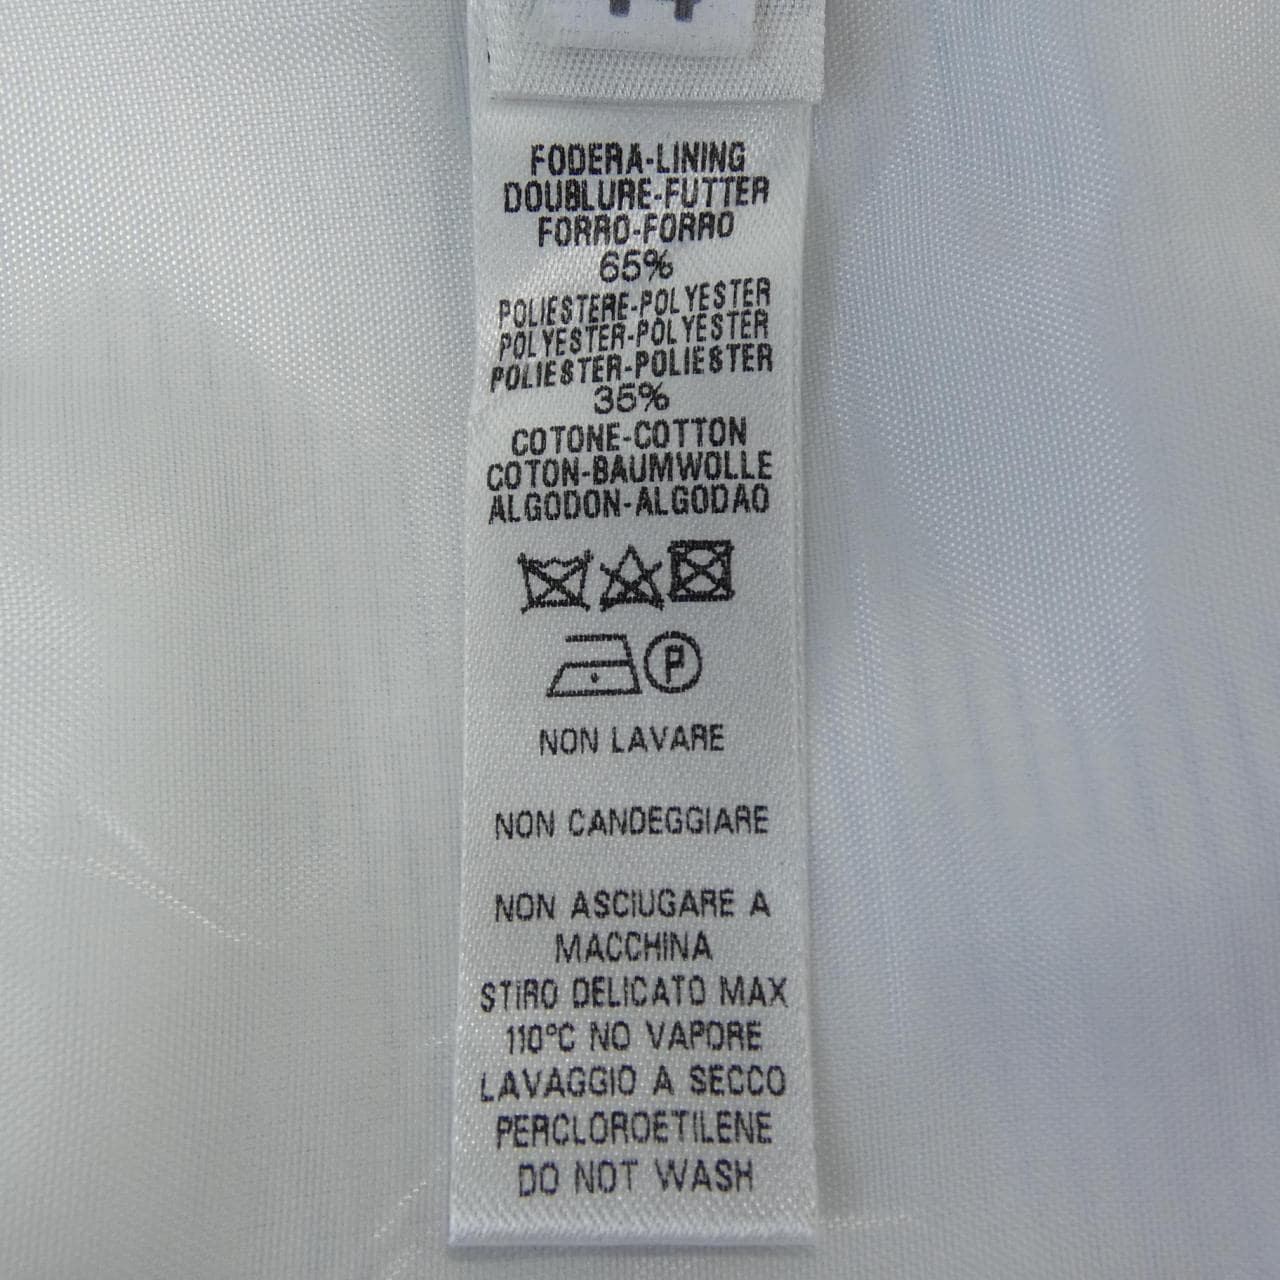 FODERA-LINING
DOUBLURE-FUTTER
FORRO-FORRO
65%
POLIESTERE-POLYESTER
POLYESTER-POLYESTER
POLIESTER-POLIESTER
35%
COTONE-COTTON
COTON-BAUMWOLLE
ALGODON-ALGODAO
P
NON LAVARE
NON CANDEGGIARE
NON ASCIUGARE A
MACCHINA
STIRO DELICATO MAX
110°C NO VAPORE
LAVAGGIO A SECCO
PERCLOROETILENE
DO NOT WASH